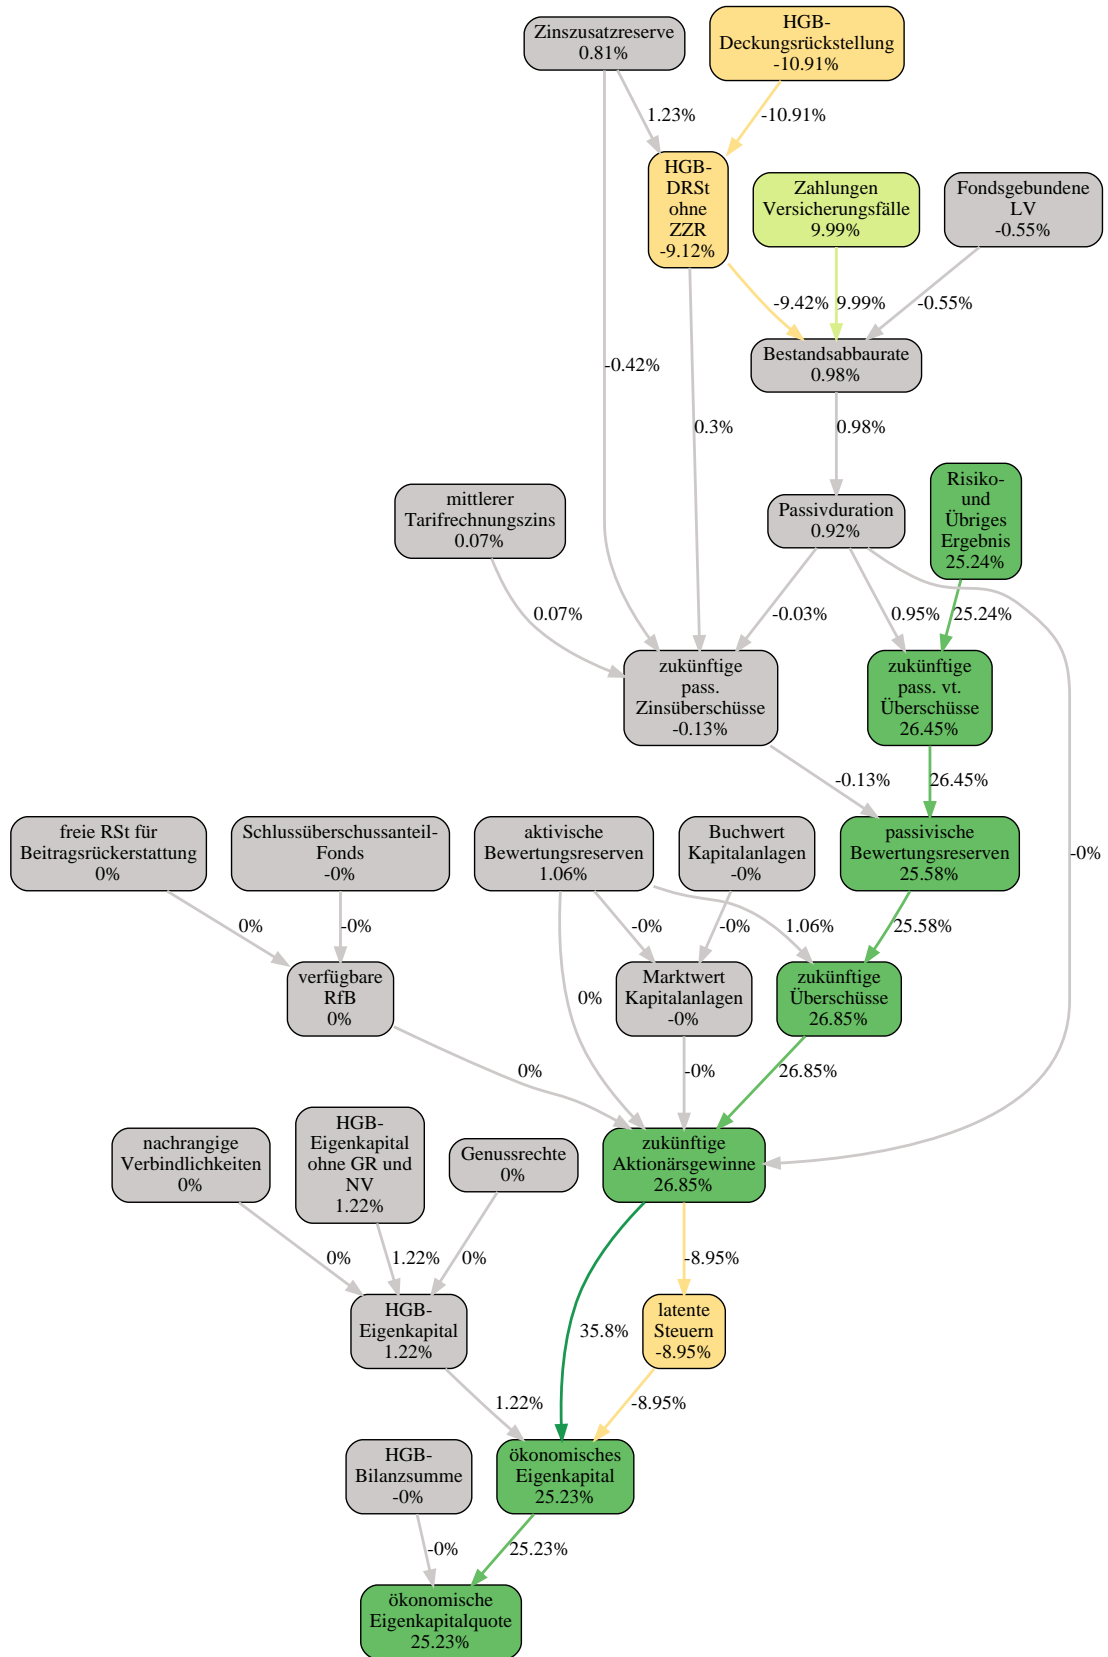 Zinszusatzreserve
0.81%
HGB-
Deckungsrückstellung
-10.91%
1.23%
-10.91%
HGB-
DRSt
ohne
ZZR
-9.12%
Zahlungen
Versicherungsfälle
9.99%
Fondsgebundene
LV
-0.55%
-9.42%
9.99%
-0.55%
Bestandsabbaurate
0.98%
-0.42%
0.3%
0.98%
mittlerer
Tarifrechnungszins
0.07%
Passivduration
0.92%
Risiko-
und
Übriges
Ergebnis
25.24%
0.07%
-0.03%
0.95%
25.24%
zukünftige
pass.
Zinsüberschüsse
-0.13%
zukünftige
pass. vt.
Überschüsse
26.45%
-0.13%
26.45%
-0%
freie RSt für
Beitragsrückerstattung
0%
Schlussüberschussanteil-
Fonds
-0%
aktivische
Bewertungsreserven
1.06%
Buchwert
Kapitalanlagen
-0%
passivische
Bewertungsreserven
25.58%
0%
-0%
-0%
-0%
1.06%
25.58%
verfügbare
RfB
0%
0%
Marktwert
Kapitalanlagen
-0%
zukünftige
Überschüsse
26.85%
0%
-0%
26.85%
nachrangige
Verbindlichkeiten
0%
HGB-
Eigenkapital
ohne GR und
NV
1.22%
Genussrechte
0%
zukünftige
Aktionärsgewinne
26.85%
0%
1.22%
0%
-8.95%
HGB-
Eigenkapital
1.22%
35.8%
latente
Steuern
-8.95%
1.22%
-8.95%
HGB-
Bilanzsumme
-0%
ökonomisches
Eigenkapital
25.23%
-0%
25.23%
ökonomische
Eigenkapitalquote
25.23%